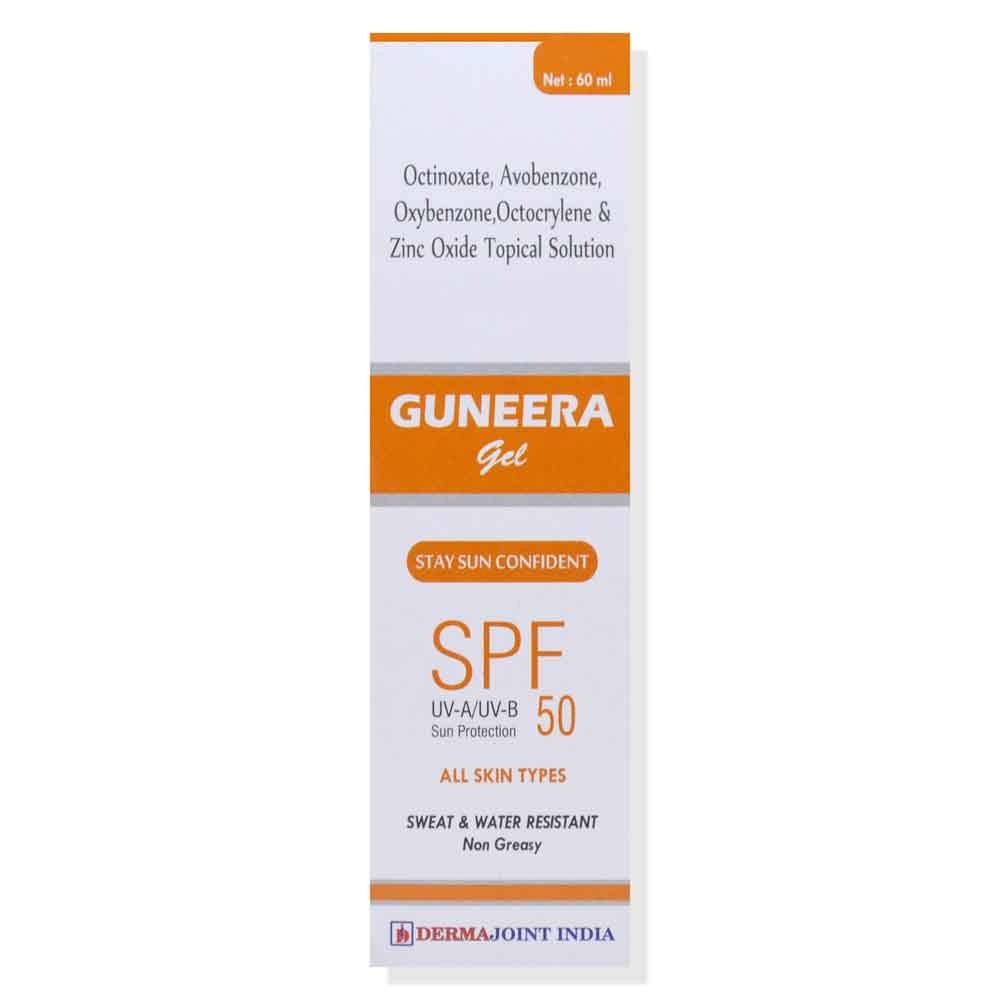 Net : 60 ml
Octinoxate, Avobenzone,
Oxybenzone,Octocrylene &
Zinc Oxide Topical Solution
GUNEERA
Gel
STAY SUN CONFIDENT
SPF
UV-A/UV-B
Sun Protection
50
ALL SKIN TYPES
SWEAT & WATER RESISTANT
Non Greasy
DERMAJOINT INDIA